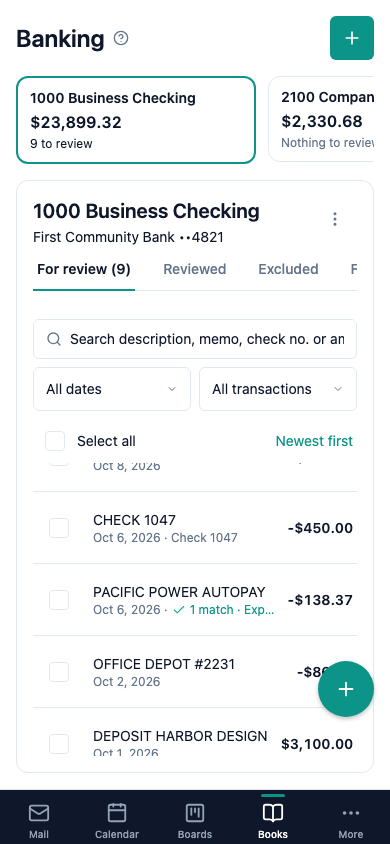 Banking
1000 Business Checking
$23,899.32
9 to review
2100 Compan
$2,330.68
Nothing to review
1000 Business Checking
First Community Bank ••4821
For review (9)
Reviewed
Excluded
F
Search description, memo, check no. or an
All dates
All transactions
Select all
Newest first
Oct 8, 2026
CHECK 1047
-$450.00
Oct 6, 2026 · Check 1047
PACIFIC POWER AUTOPAY
-$138.37
Oct 6, 2026 · ✓ 1 match · Exp...
OFFICE DEPOT #2231
-$8
Oct 2, 2026
DEPOSIT HARBOR DESIGN
$3,100.00
Oct 1, 2026
Mail
Calendar
Boards
Books
More